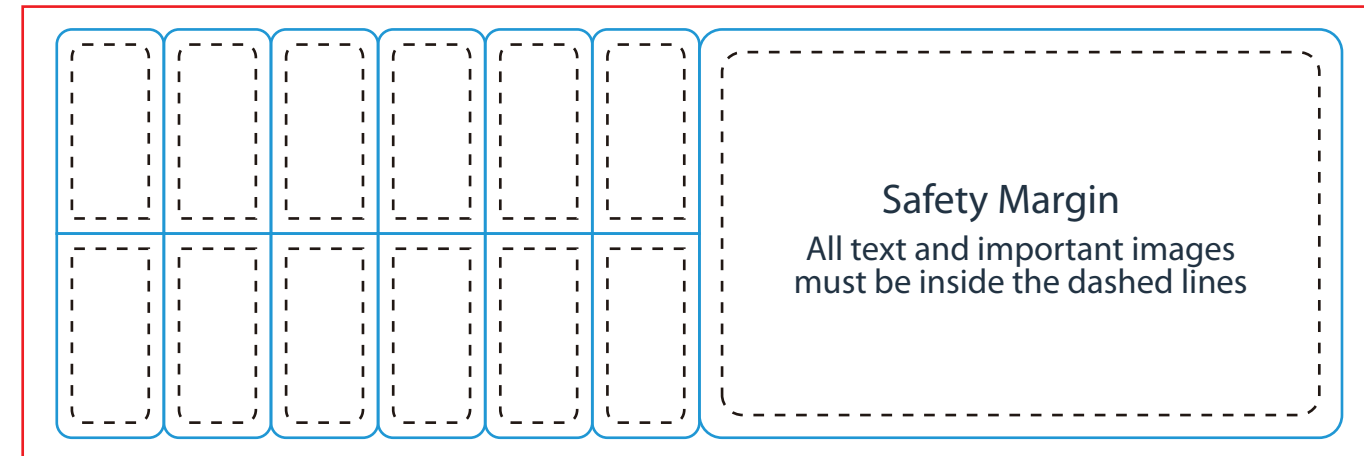 Safety Margin
All text and important images
must be inside the dashed lines